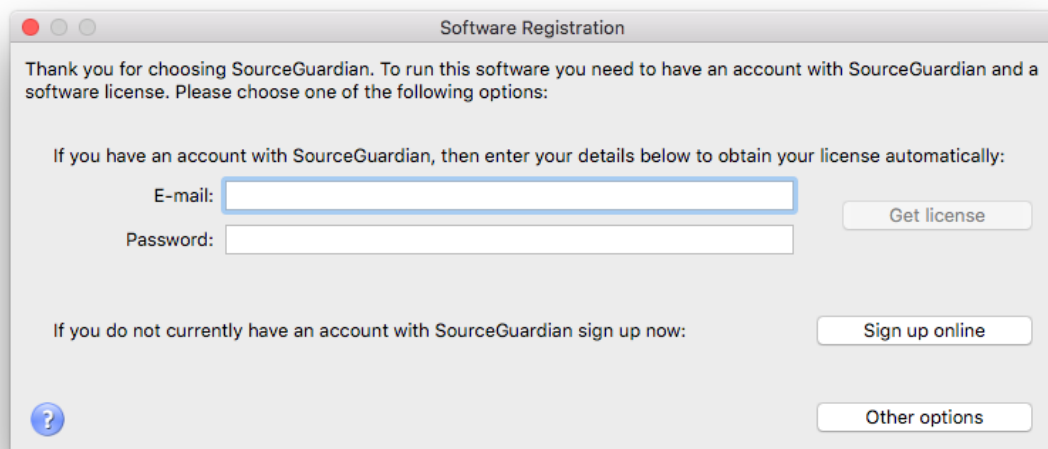 Software Registration
Thank you for choosing SourceGuardian. To run this software you need to have an account with SourceGuardian and a
software license. Please choose one of the following options:
If you have an account with SourceGuardian, then enter your details below to obtain your license automatically:
E-mail:
Get license
Password:
If you do not currently have an account with SourceGuardian sign up now:
Sign up online
?
Other options